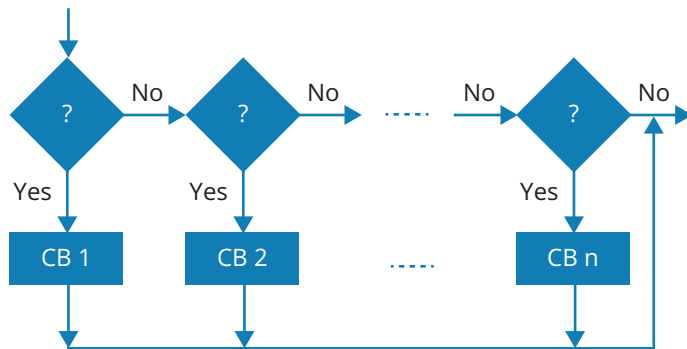 No No No No
? ? ?
Yes Yes Yes
CB 1 CB 2 CB n